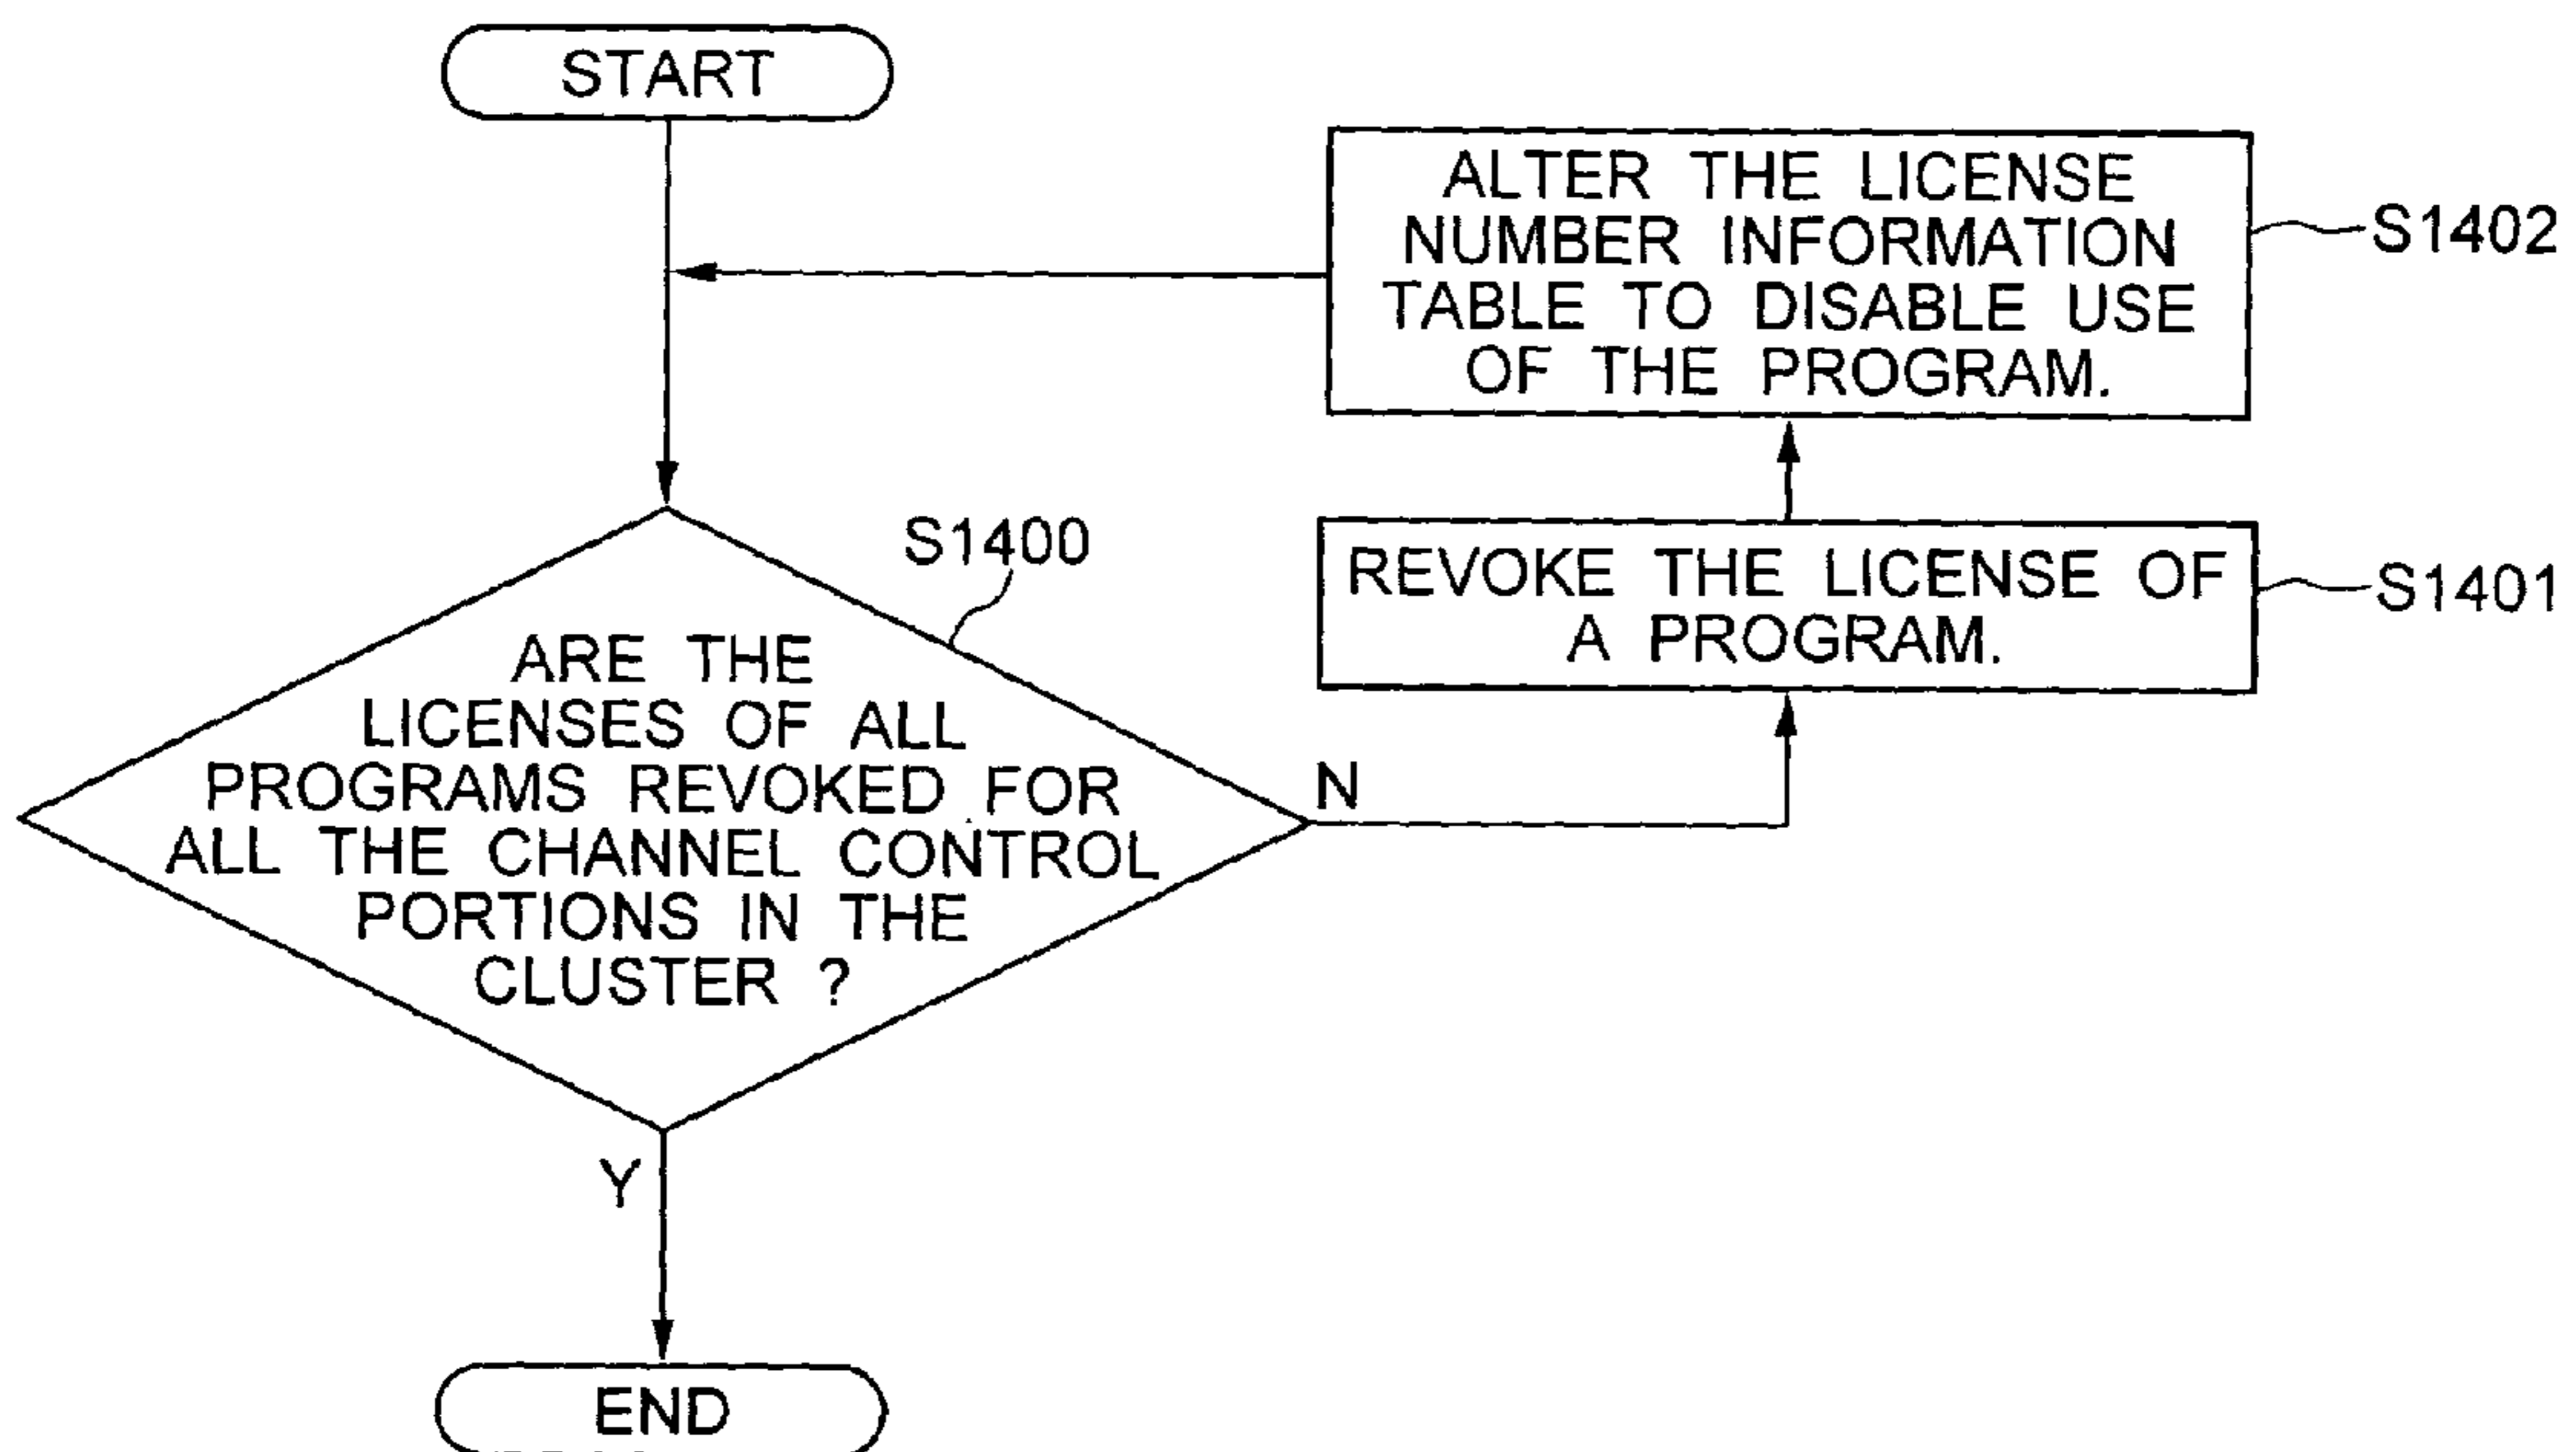 START
ALTER THE LICENSE
NUMBER INFORMATION
TABLE TO DISABLE USE
OF THE PROGRAM.
S1402
S1400
REVOKE THE LICENSE OF
A PROGRAM.
S1401
ARE THE
LICENSES OF ALL
PROGRAMS REVOKED FOR
ALL THE CHANNEL CONTROL
PORTIONS IN THE
CLUSTER ?
N
Y
END